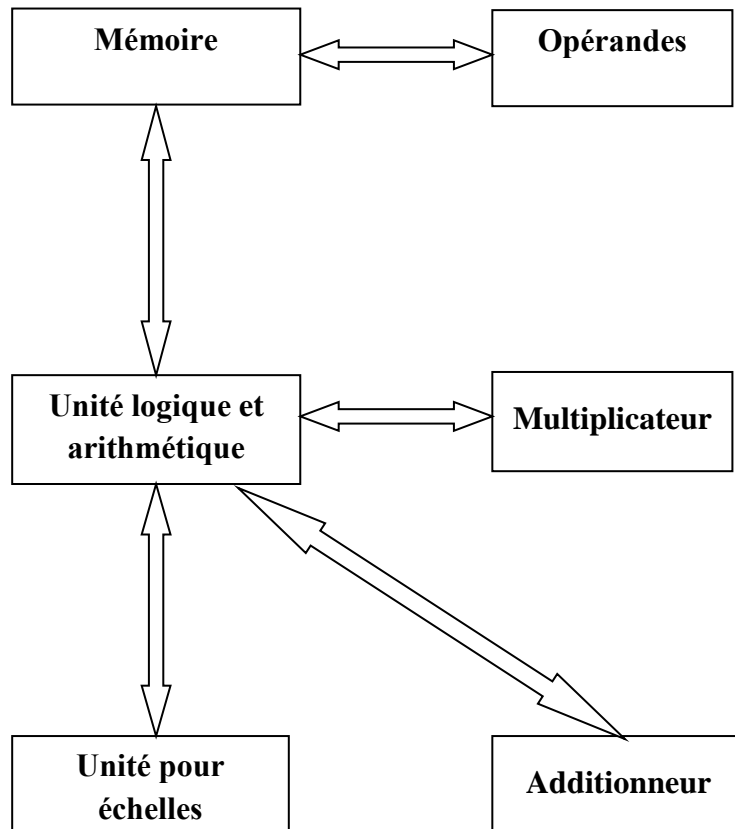 Mémoire
Opérandes
Unité logique et
arithmétique
Multiplicateur
Unité pour
échelles
Additionneur